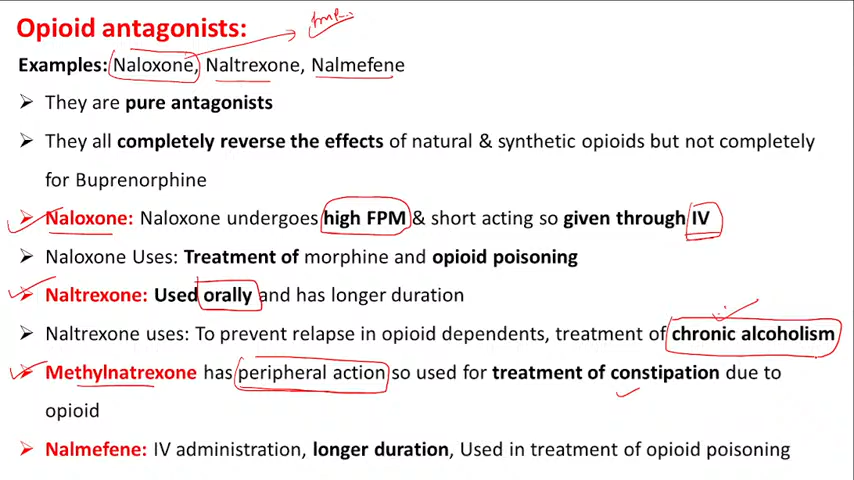 Opioid antagonists:
Imp.
Examples: Naloxone, Naltrexone, Nalmefene
➢ They are pure antagonists
➢ They all completely reverse the effects of natural & synthetic opioids but not completely
for Buprenorphine
➢ Naloxone: Naloxone undergoes high FPM & short acting so given through IV
➢ Naloxone Uses: Treatment of morphine and opioid poisoning
➢ Naltrexone: Used orally and has longer duration
➢ Naltrexone uses: To prevent relapse in opioid dependents, treatment of chronic alcoholism
➢ Methylnatrexone has peripheral action so used for treatment of constipation due to
opioid
➢ Nalmefene: IV administration, longer duration, Used in treatment of opioid poisoning